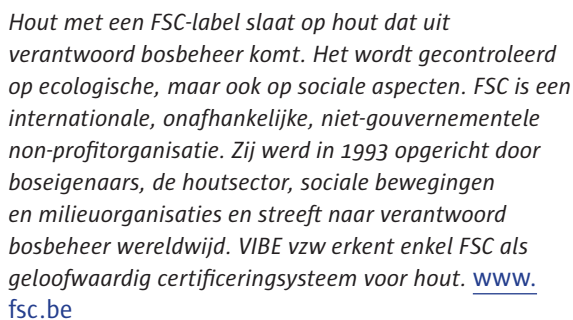 Hout met een FSC-label slaat op hout dat uit
verantwoord bosbeheer komt. Het wordt gecontroleerd
op ecologische, maar ook op sociale aspecten. FSC is een
internationale, onafhankelijke, niet-gouvernementele
non-profitorganisatie. Zij werd in 1993 opgericht door
boseigenaars, de houtsector, sociale bewegingen
en milieuorganisaties en streeft naar verantwoord
bosbeheer wereldwijd. VIBE vzw erkent enkel FSC als
geloofwaardig certificeringsysteem voor hout. www.
fsc.be